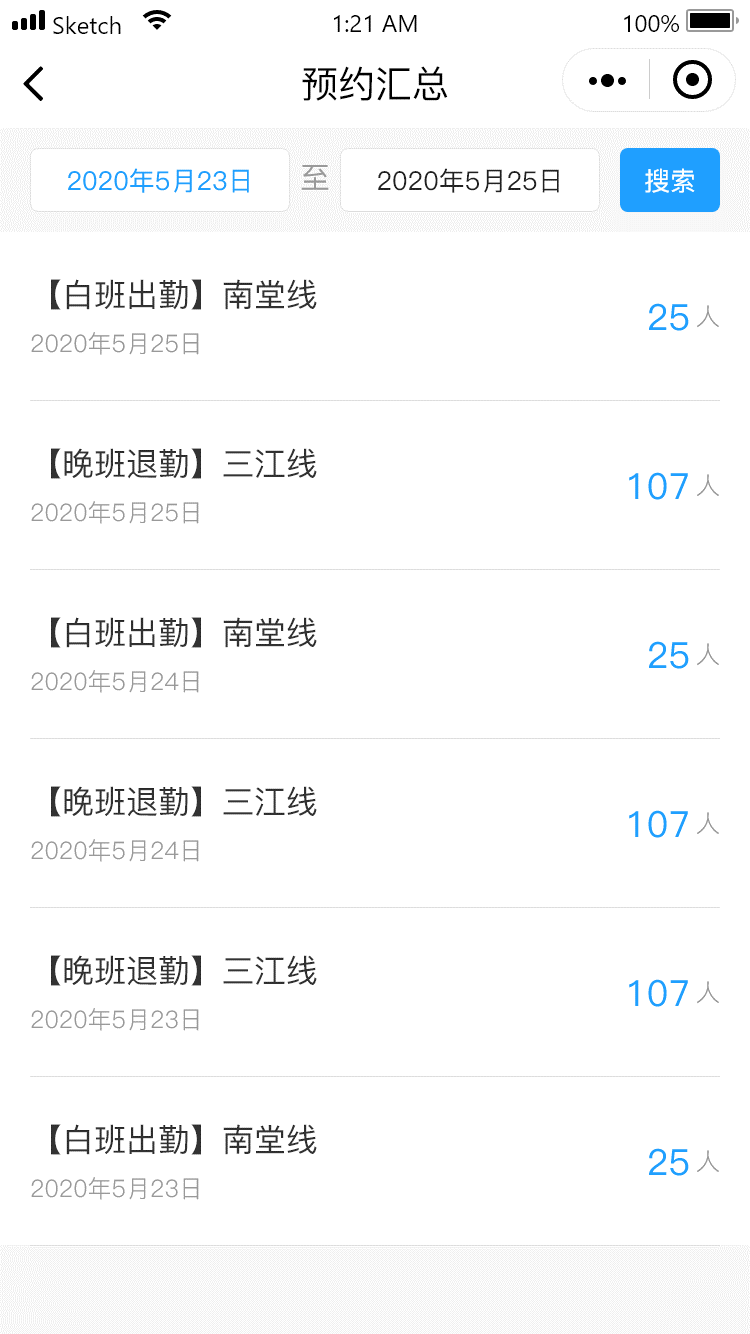 Sketch 1:21 AM 100%
预约汇总
2020年5月23日 至 2020年5月25日 搜索
【白班出勤】南堂线
25 人
2020年5月25日
【晚班退勤】三江线
107 人
2020年5月25日
【白班出勤】南堂线
25 人
2020年5月24日
【晚班退勤】三江线
107 人
2020年5月24日
【晚班退勤】三江线
107 人
2020年5月23日
【白班出勤】南堂线
25 人
2020年5月23日